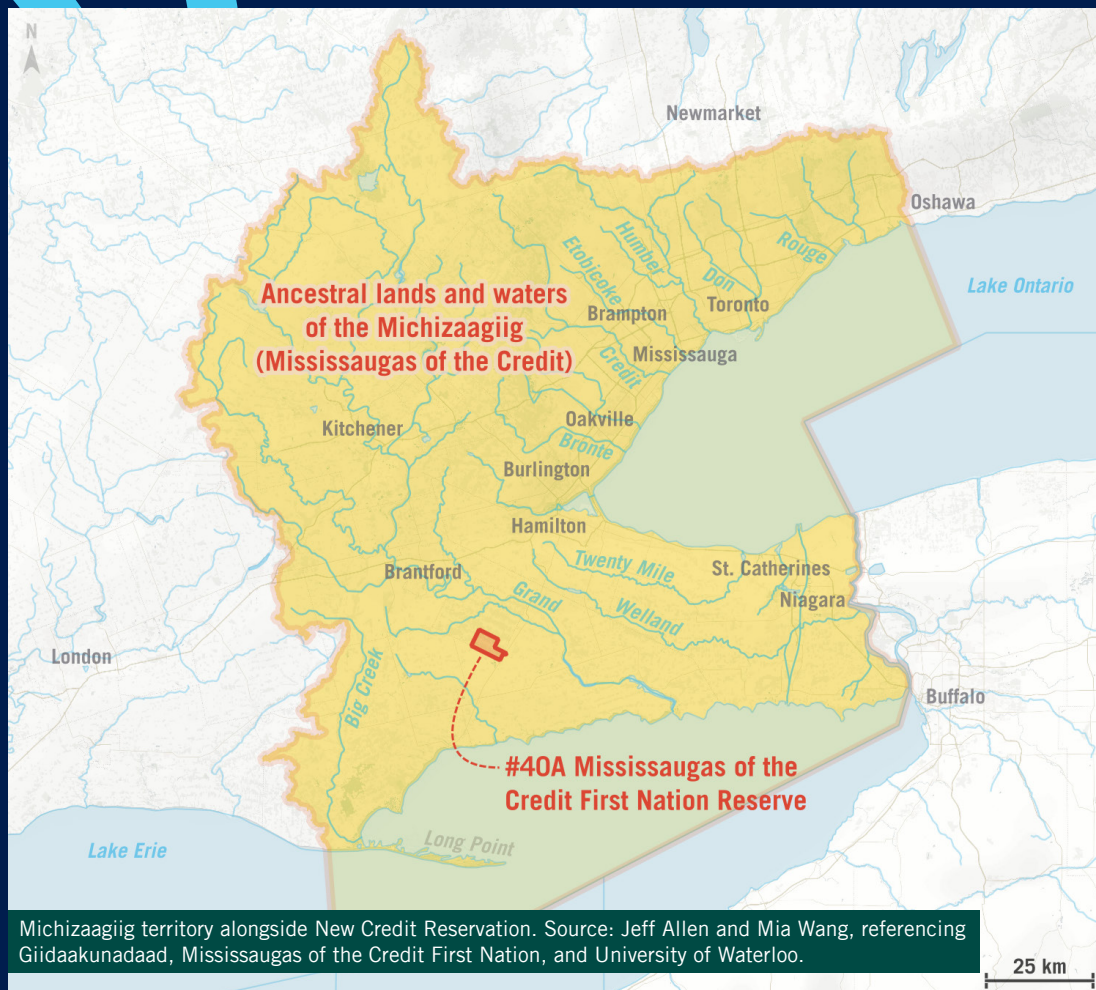 N
Newmarket
Oshawa
Rouge
Humber
Etobicoke
Don
Lake Ontario
Ancestral lands and waters
of the Michizaagiig
(Mississaugas of the Credit)
Brampton
Toronto
Mississauga
Credit
Oakville
Kitchener
Bronte
Burlington
Hamilton
Brantford
Twenty Mile
St. Catherines
Grand
Niagara
Welland
London
Big Creek
Buffalo
#40A Mississaugas of the
Credit First Nation Reserve
Long Point
Lake Erie
Michizaagiig territory alongside New Credit Reservation. Source: Jeff Allen and Mia Wang, referencing
Giidaakunadaad, Mississaugas of the Credit First Nation, and University of Waterloo.
25 km